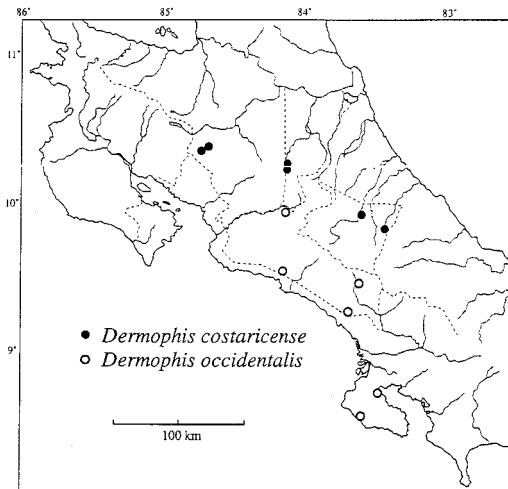 86° 85° 84° 83°
11°
10°
9°
● Dermophis costaricense
○ Dermophis occidentalis
100 km